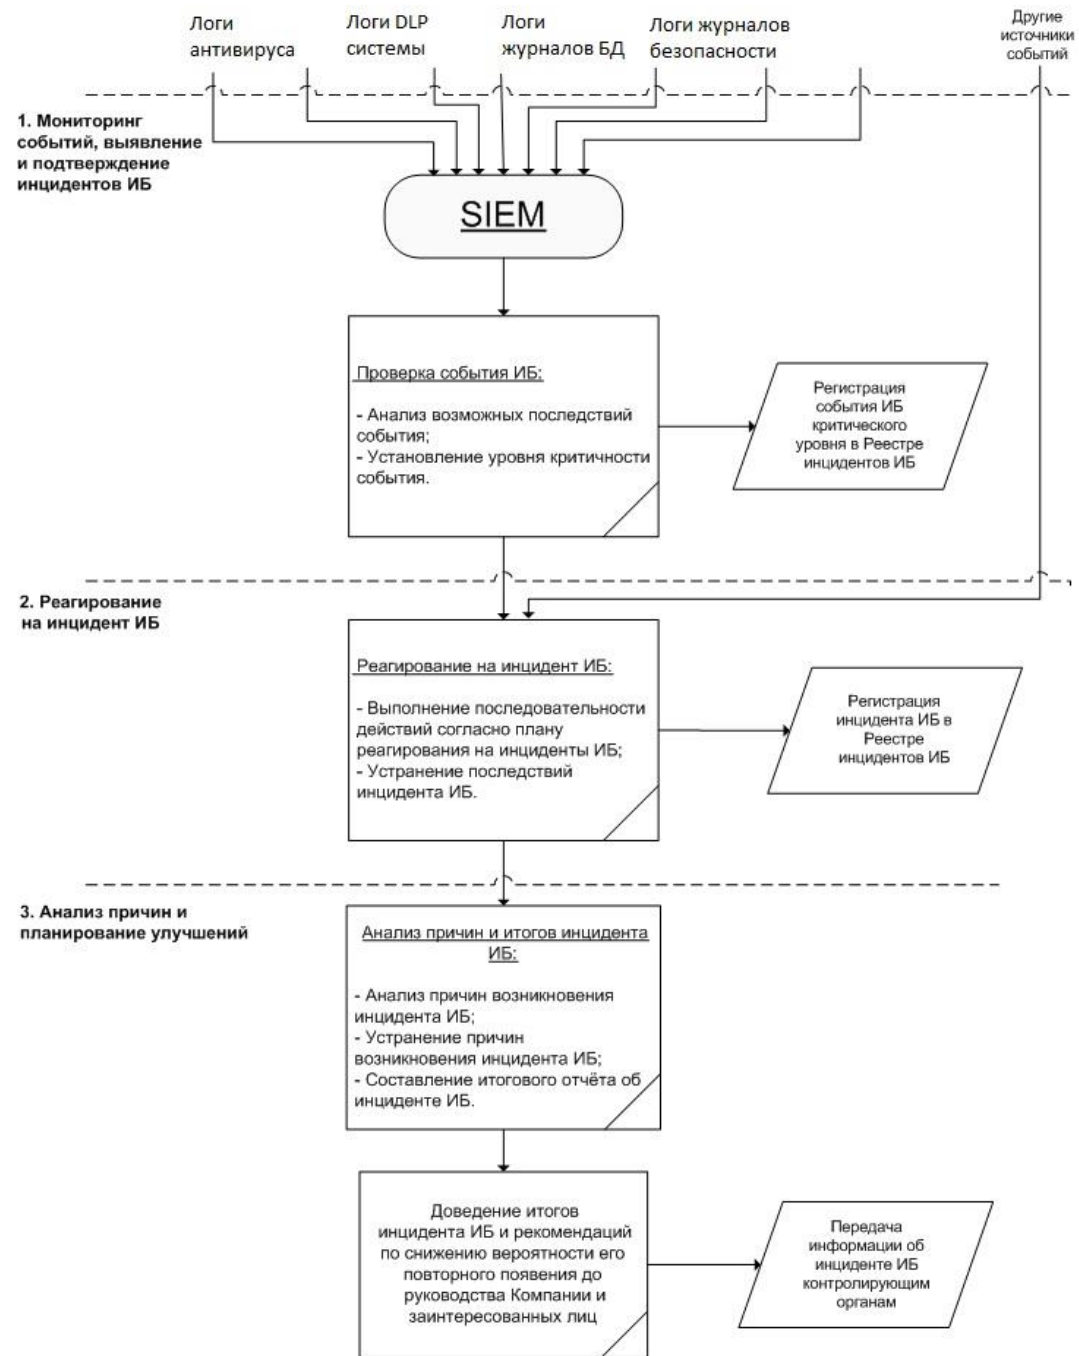 Логи
антивируса
Логи DLP
системы
Логи
журналов БД
Логи журналов
безопасности
Другие
источники
событий
1. Мониторинг
событий, выявление
и подтверждение
инцидентов ИБ
SIEM
Проверка события ИБ:
- Анализ возможных последствий
события;
- Установление уровня критичности
события.
Регистрация
события ИБ
критического
уровня в Реестре
инцидентов ИБ
2. Реагирование
на инцидент ИБ
Реагирование на инцидент ИБ:
- Выполнение последовательности
действий согласно плану
реагирования на инциденты ИБ;
- Устранение последствий
инцидента ИБ.
Регистрация
инцидента ИБ в
Реестре
инцидентов ИБ
3. Анализ причин и
планирование улучшений
Анализ причин и итогов инцидента
ИБ:
- Анализ причин возникновения
инцидента ИБ;
- Устранение причин
возникновения инцидента ИБ;
- Составление итогового отчёта об
инциденте ИБ.
Доведение итогов
инцидента ИБ и рекомендаций
по снижению вероятности его
повторного появления до
руководства Компании и
заинтересованных лиц
Передача
информации об
инциденте ИБ
контролирующим
органам